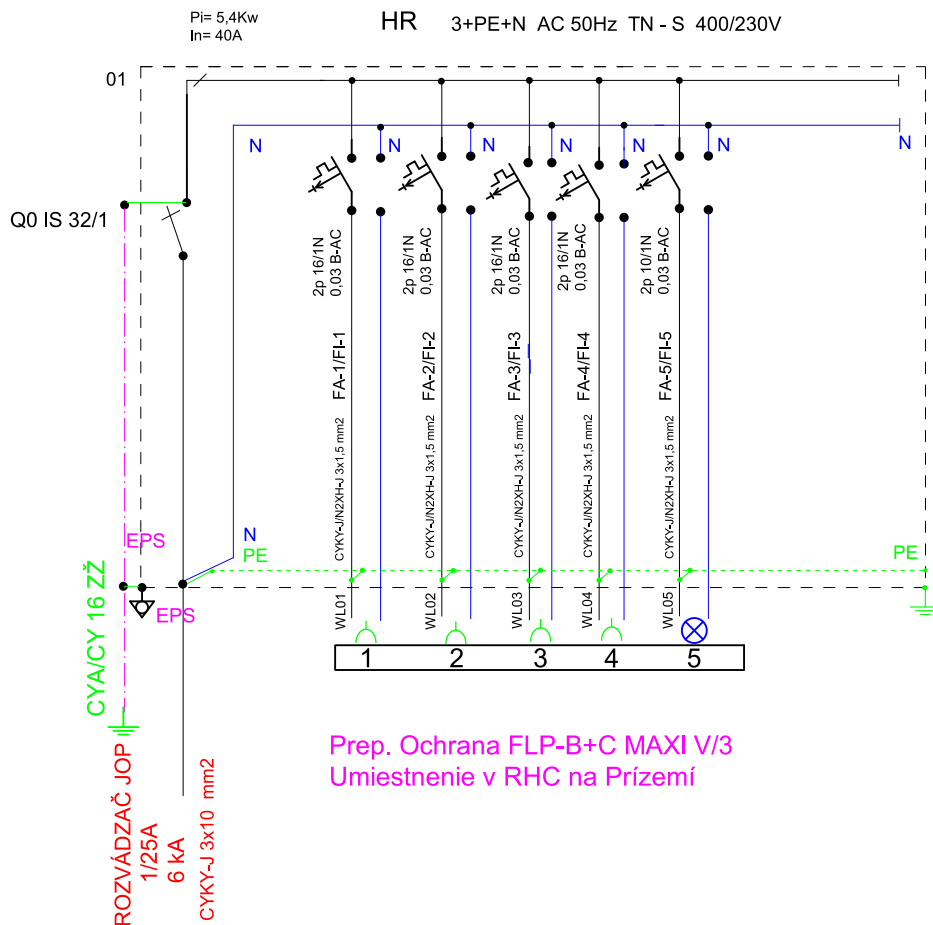 Pi= 5,4Kw
In= 40A
HR 3+PE+N AC 50Hz TN - S 400/230V
01
N
N
N
N
N
N
N
Q0 IS 32/1
2p 16/1N
0,03 B-AC
2p 16/1N
0,03 B-AC
2p 16/1N
0,03 B-AC
2p 16/1N
0,03 B-AC
2p 10/1N
0,03 B-AC
FA-1/FI-1
FA-2/FI-2
FA-3/FI-3
FA-4/FI-4
FA-5/FI-5
CYKY-J/N2XH-J 3x1,5 mm2
CYKY-J/N2XH-J 3x1,5 mm2
CYKY-J/N2XH-J 3x1,5 mm2
CYKY-J/N2XH-J 3x1,5 mm2
CYKY-J/N2XH-J 3x1,5 mm2
EPS
N
PE
PE
EPS
WL01
WL02
WL03
WL04
WL05
1
2
3
4
5
CYA/CY 16 ZŽ
Prep. Ochrana FLP-B+C MAXI V/3
Umiestnenie v RHC na Prízemí
ROZVÁDZAČ JOP
1/25A
6 kA
CYKY-J 3x10 mm2